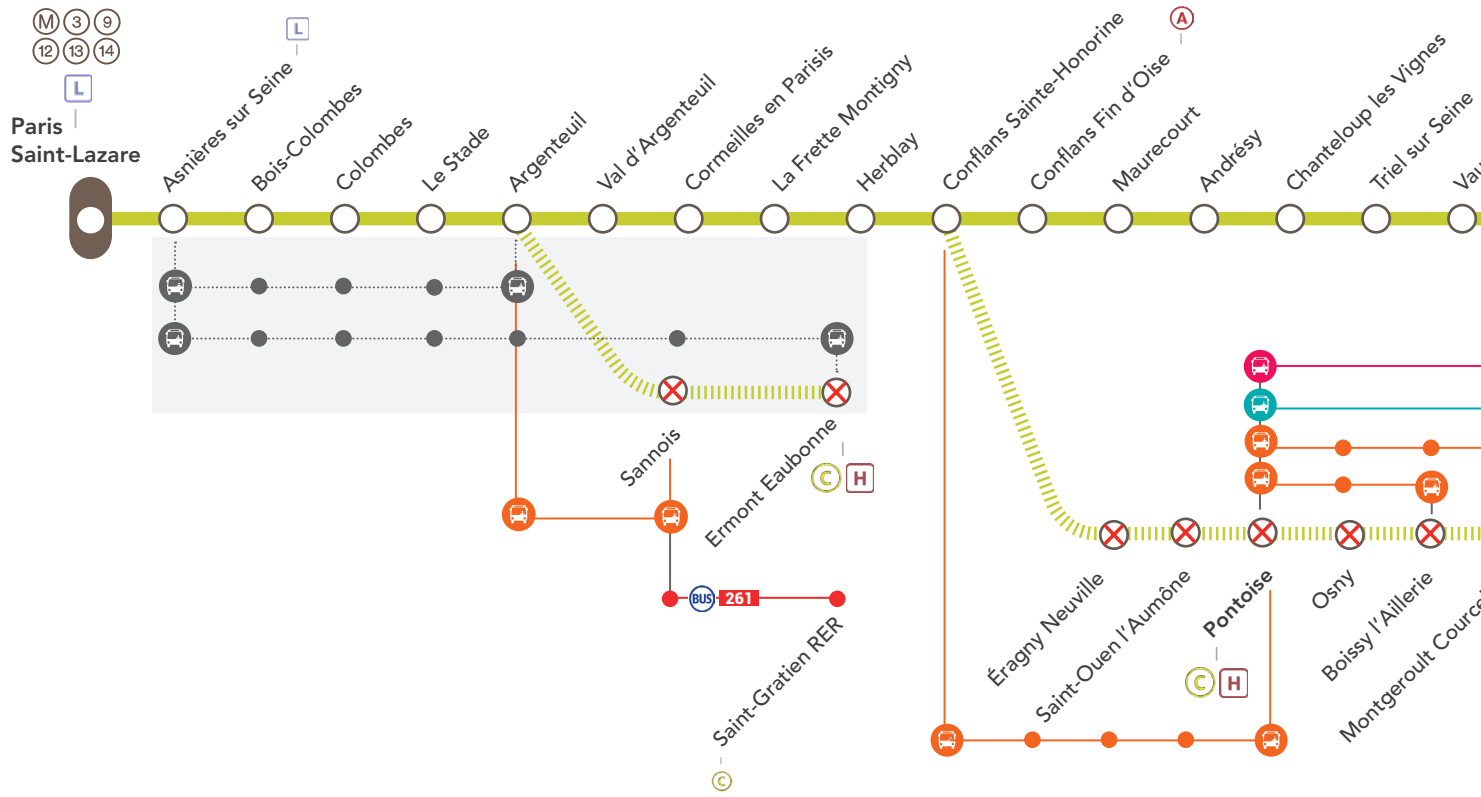 M 3 9
12 13 14
L
Paris
Saint-Lazare
Asnières sur Seine
L
Bois-Colombes
Colombes
Le Stade
Argenteuil
Val d'Argenteuil
Cormeilles en Parisis
La Frette Montigny
Herblay
Conflans Sainte-Honorine
Conflans Fin d'Oise
A
Maurecourt
Andrésy
Chanteloup les Vignes
Triel sur Seine
Sannois
Ermont Eaubonne
C H
BUS 261
Saint-Gratien RER
C
Éragny Neuville
Saint-Ouen l'Aumône
Pontoise
C H
Osny
Boissy l'Aillerie
Montgeroult